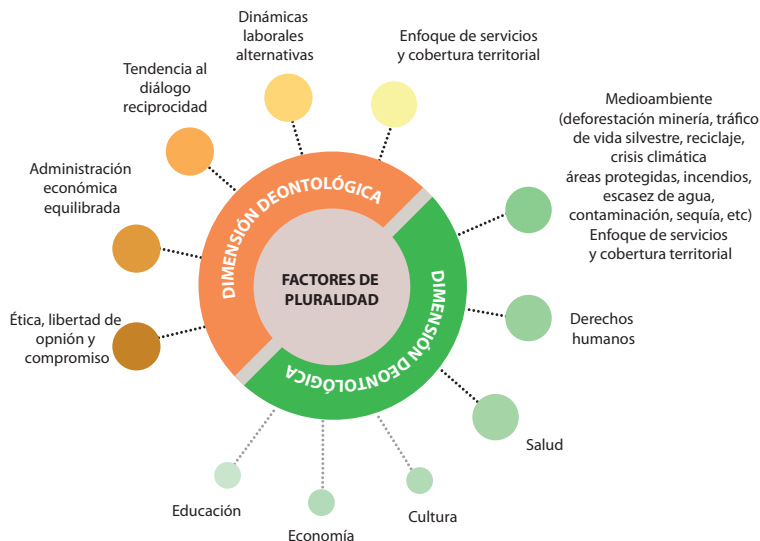 Dinámicas
laborales
alternativas
Enfoque de servicios
y cobertura territorial
Tendencia al
diálogo
reciprocidad
Medioambiente
(deforestación minería, tráfico
de vida silvestre, reciclaje,
crisis climática
áreas protegidas, incendios,
escasez de agua,
contaminación, sequía, etc)
Enfoque de servicios
y cobertura territorial
Administración
económica
equilibrada
DIMENSIÓN DEONTOLÓGICA
FACTORES DE
PLURALIDAD
DIMENSIÓN DEONTOLÓGICA
Ética, libertad de
opnión y
compromiso
Derechos
humanos
Salud
Educación
Cultura
Economía